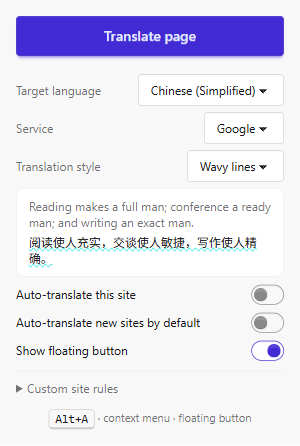 Translate page
Target language
Chinese (Simplified)
Service
Google
Translation style
Wavy lines
Reading makes a full man; conference a ready
man; and writing an exact man.
阅读使人充实，交谈使人敏捷，写作使人精
确。
Auto-translate this site
Auto-translate new sites by default
Show floating button
Custom site rules
Alt+A · context menu · floating button